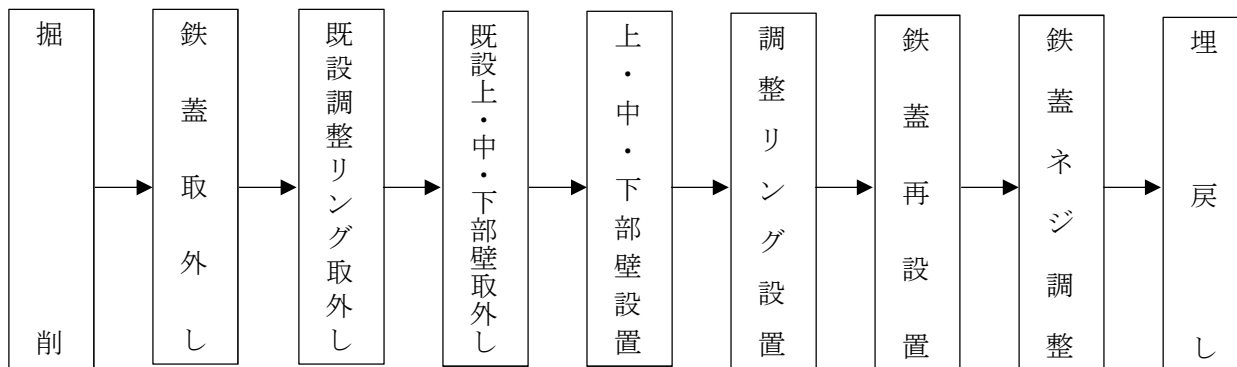 掘削
鉄蓋取外し
既設調整リング取外し
既設上・中・下部壁取外し
上・中・下部壁設置
調整リング設置
鉄蓋再設置
鉄蓋ネジ調整
埋戻し